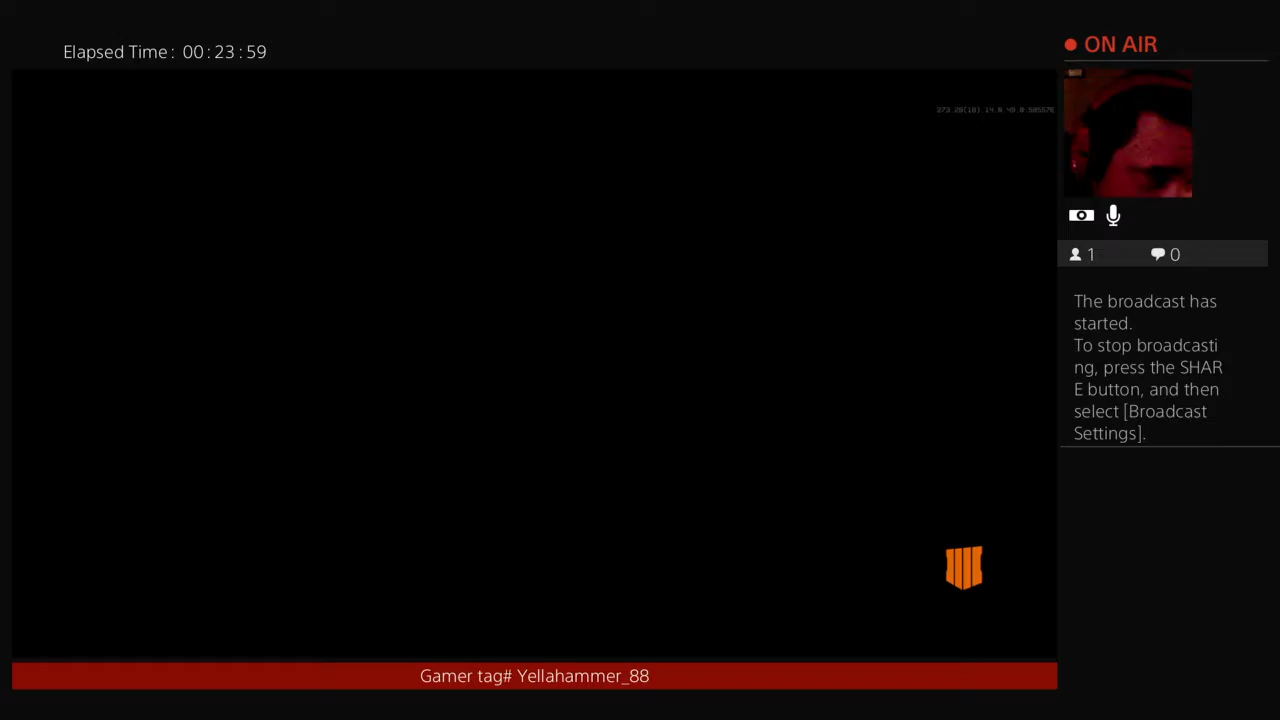 Elapsed Time: 00:23:59
ON AIR
1
0
The broadcast has
started.
To stop broadcasti
ng, press the SHAR
E button, and then
select [Broadcast
Settings].
Gamer tag# Yellahammer_88